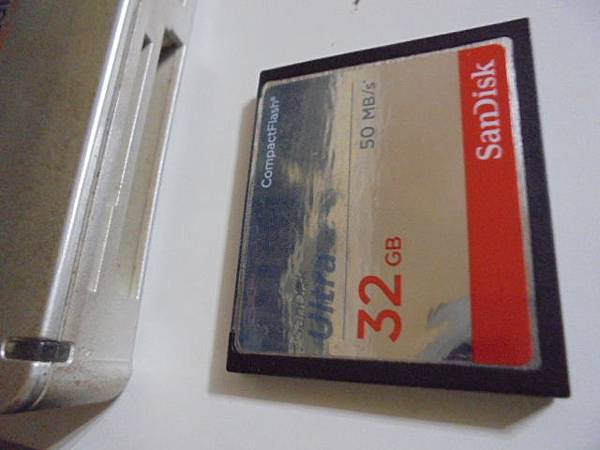 SanDisk
50 MB/s*
32 GB
CompactFlash®
SanDisk
Ultra